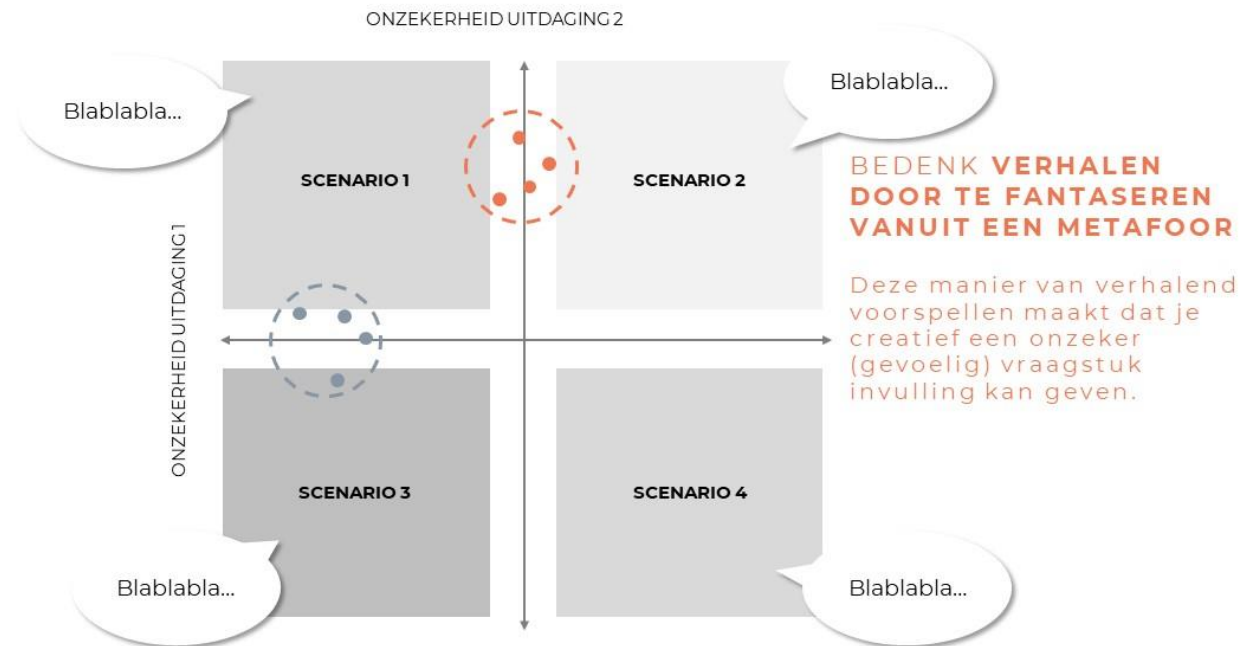 ONZEKERHEID UITDAGING 2
Blablabla...
Blablabla...
SCENARIO 1
SCENARIO 2
BEDENK VERHALEN
DOOR TE FANTASEREN
VANUIT EEN METAFOOR
Deze manier van verhalend
voorspellen maakt dat je
creatief een onzeker
(gevoelig) vraagstuk
invulling kan geven.
ONZEKERHEID UITDAGING 1
SCENARIO 3
SCENARIO 4
Blablabla...
Blablabla...